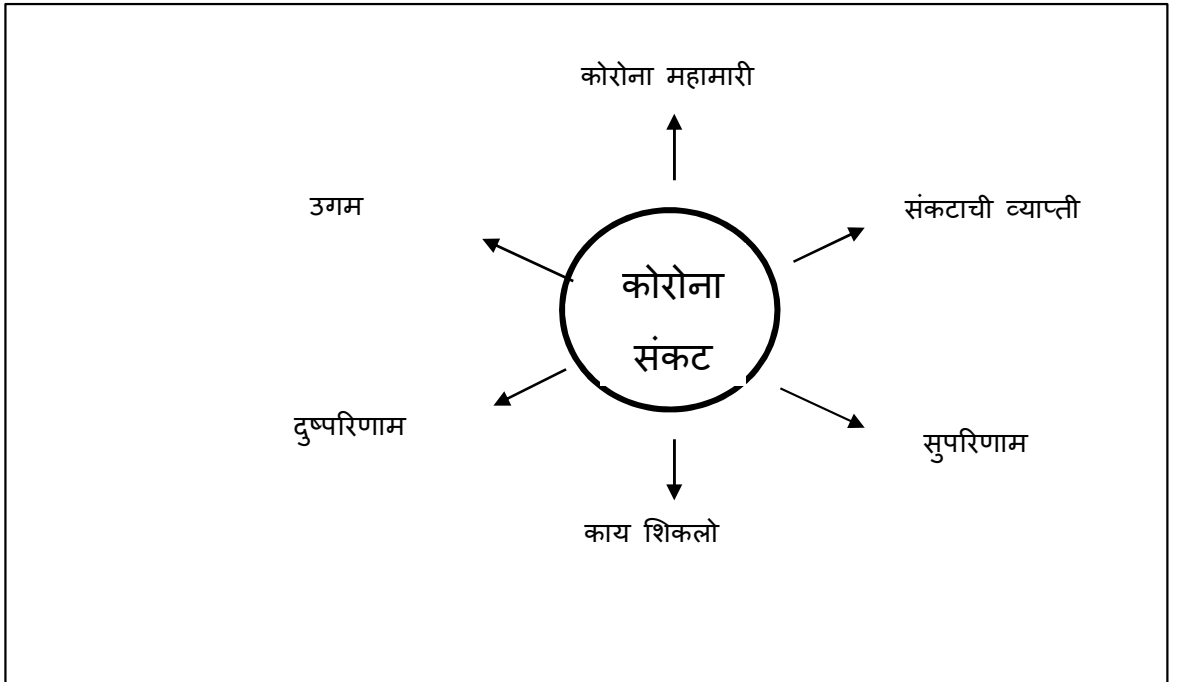 कोरोना महामारी
उगम
संकटाची व्याप्ती
कोरोना
संकट
दुष्परिणाम
सुपरिणाम
काय शिकलो